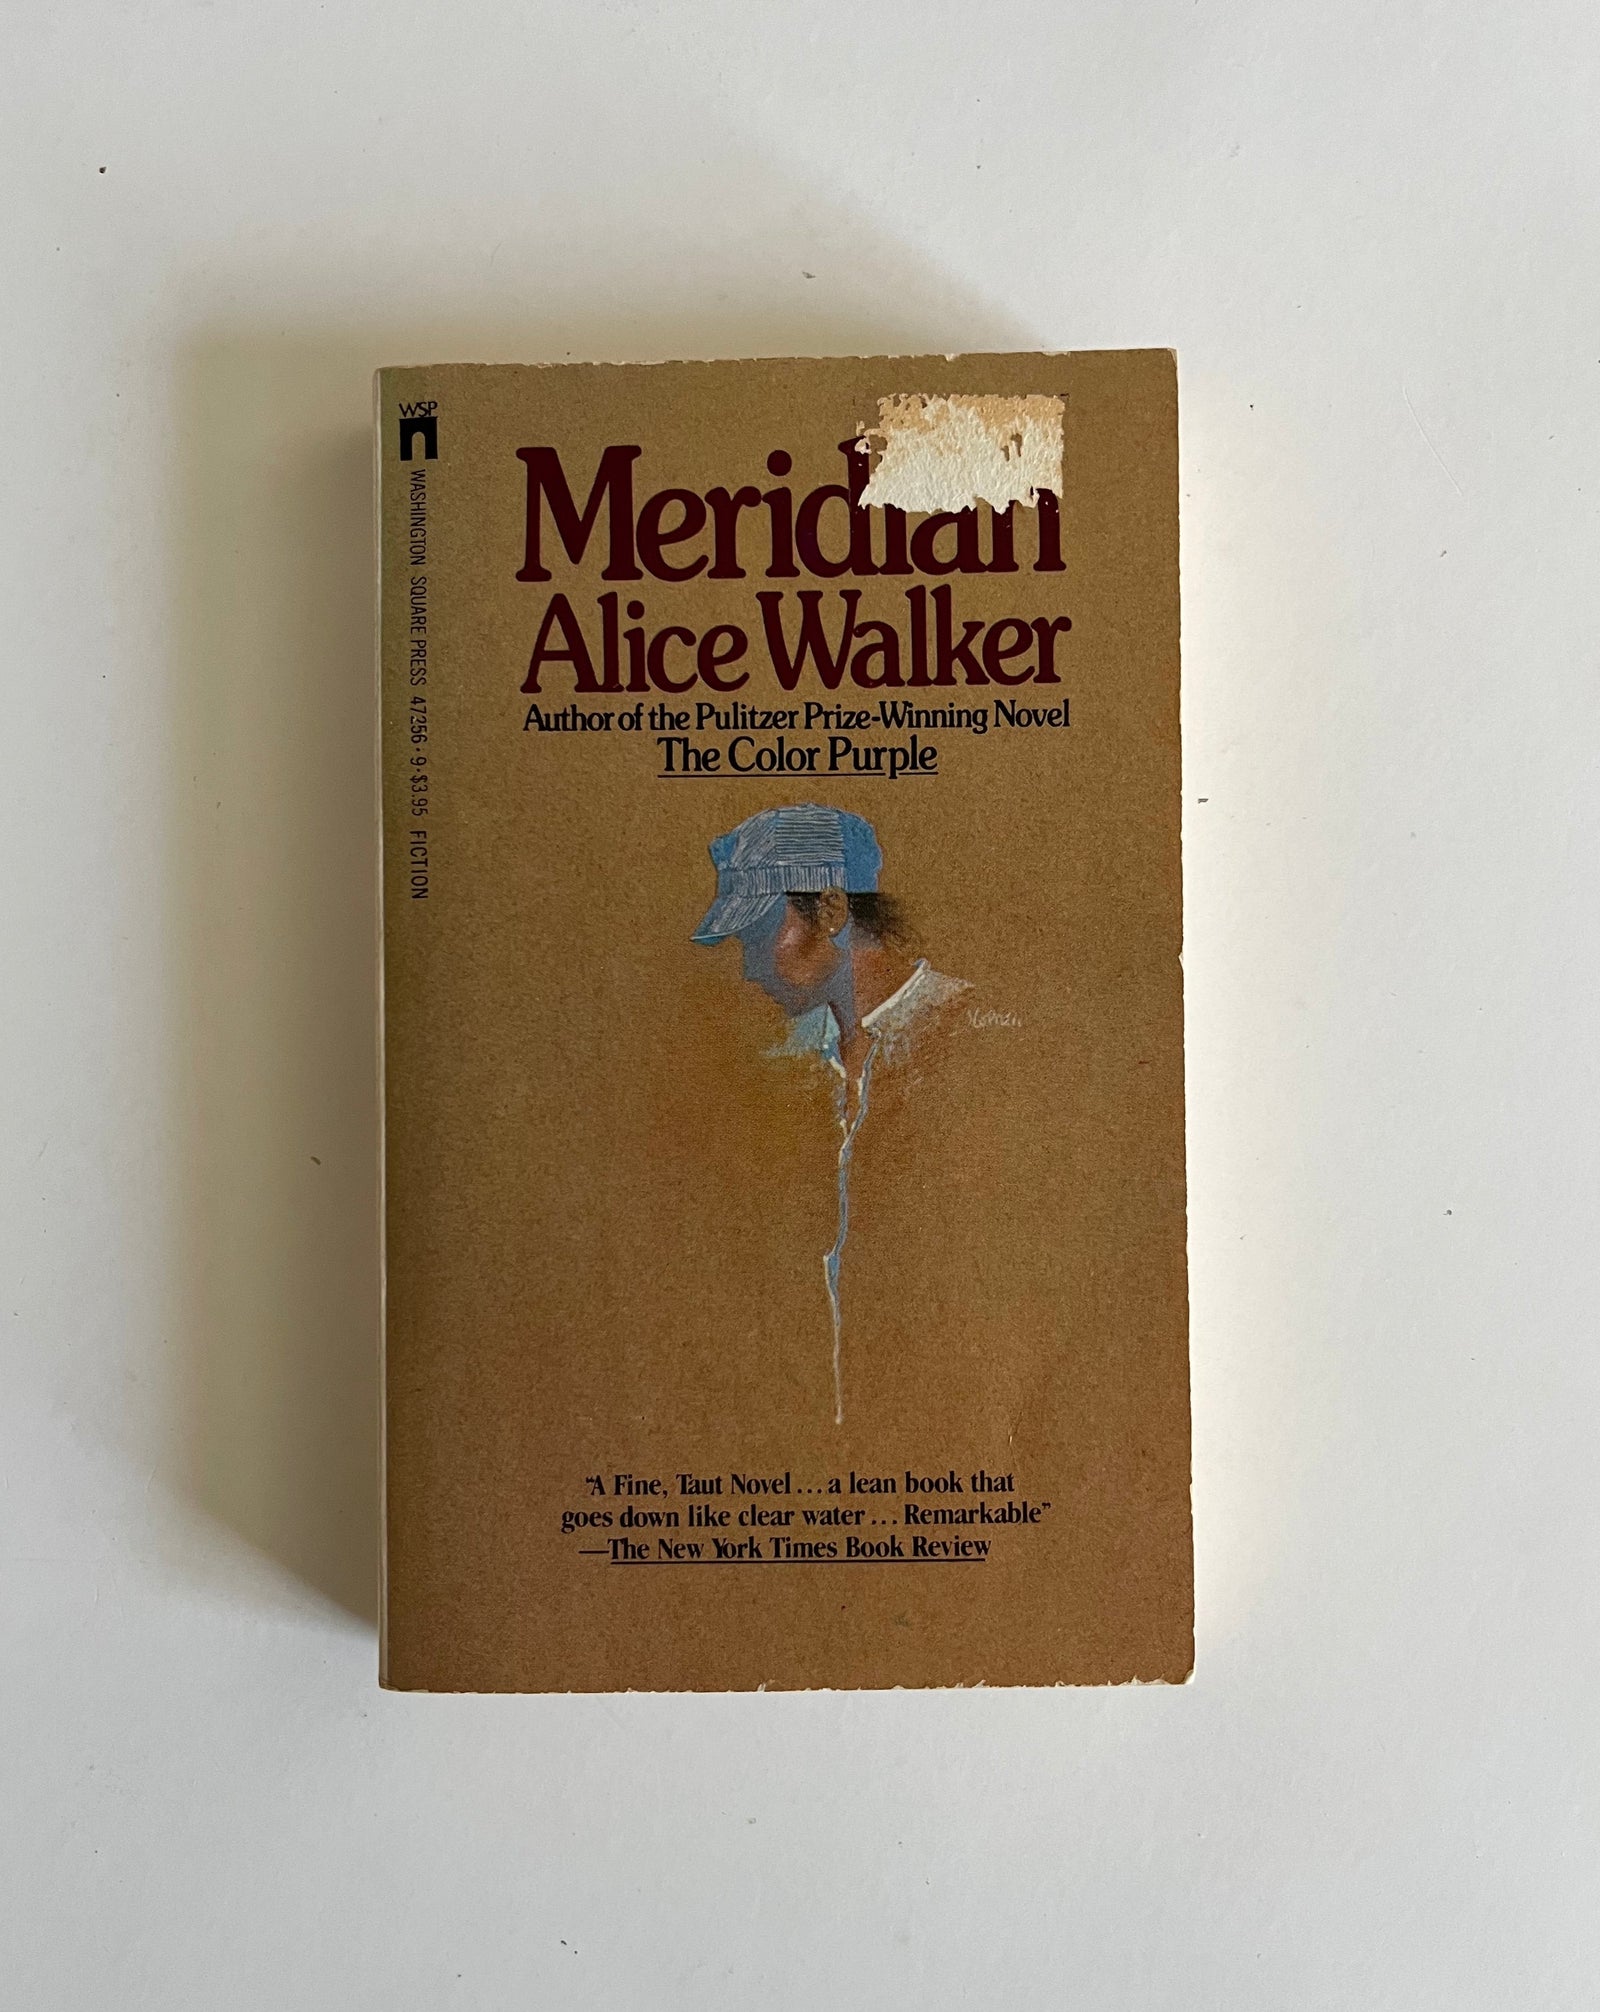 WSP
WASHINGTON SQUARE PRESS 47256·9·$3.95 FICTION
Meridian
Alice Walker
Author of the Pulitzer Prize-Winning Novel
The Color Purple
"A Fine, Taut Novel...a lean book that
goes down like clear water...Remarkable"
—The New York Times Book Review